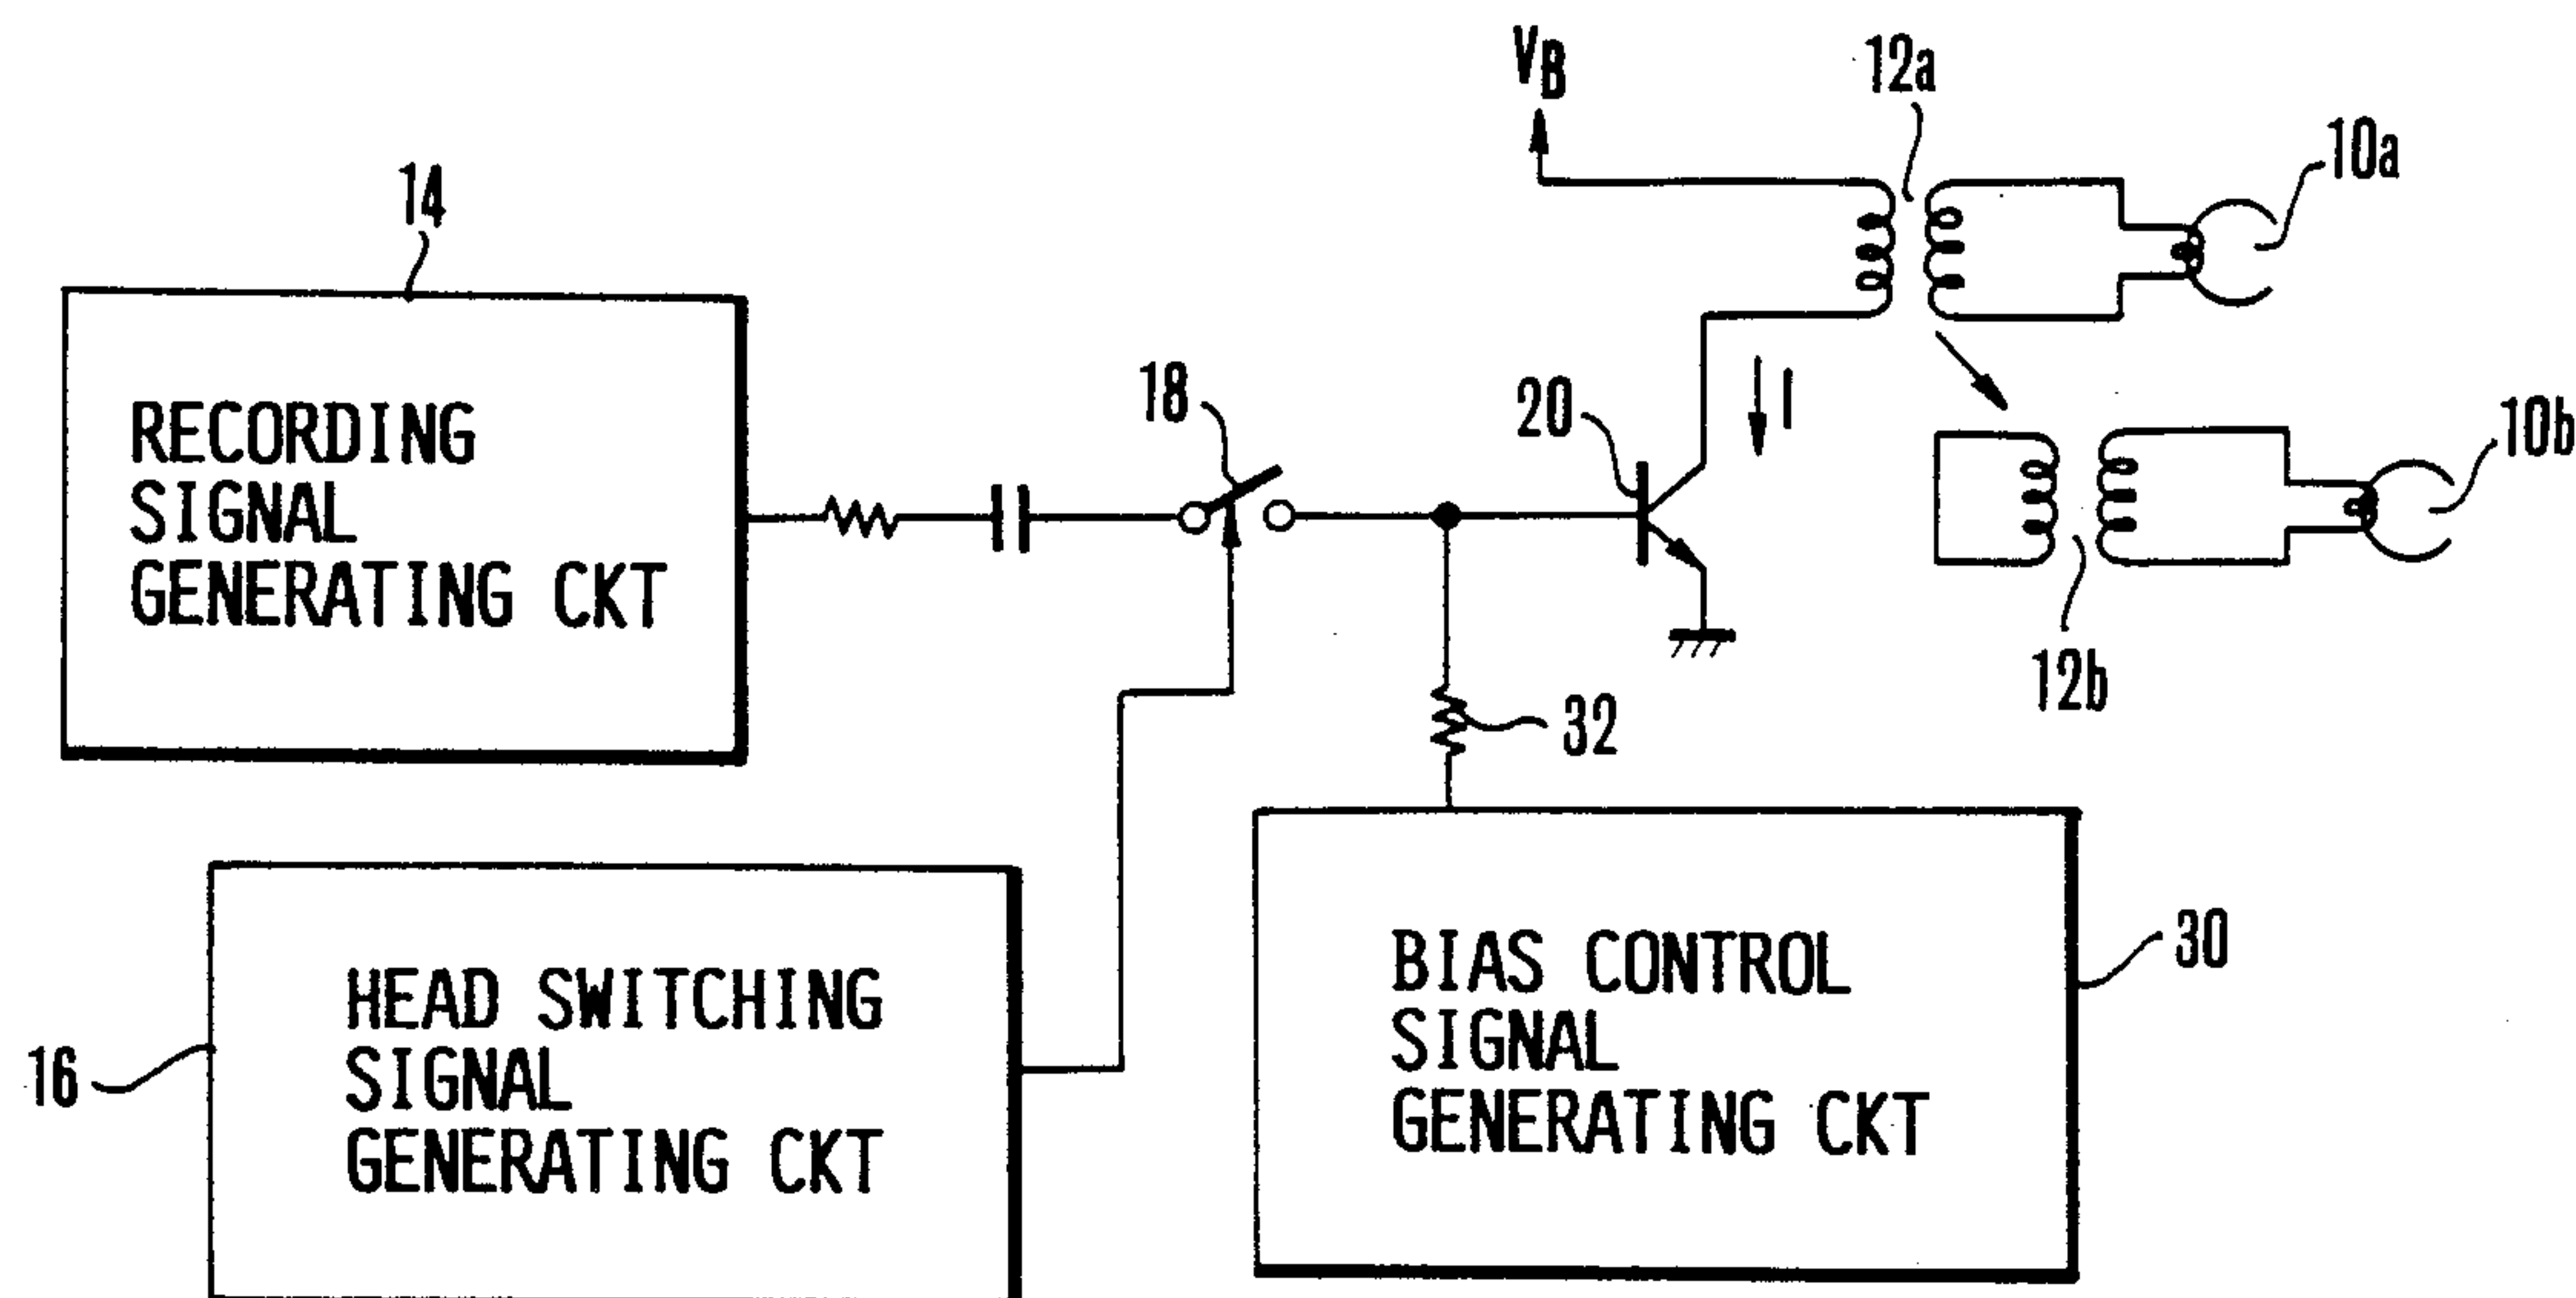 VB
12a
10a
14
18
20
I
10b
RECORDING
SIGNAL
GENERATING CKT
12b
32
HEAD SWITCHING
SIGNAL
GENERATING CKT
16
BIAS CONTROL
SIGNAL
GENERATING CKT
30